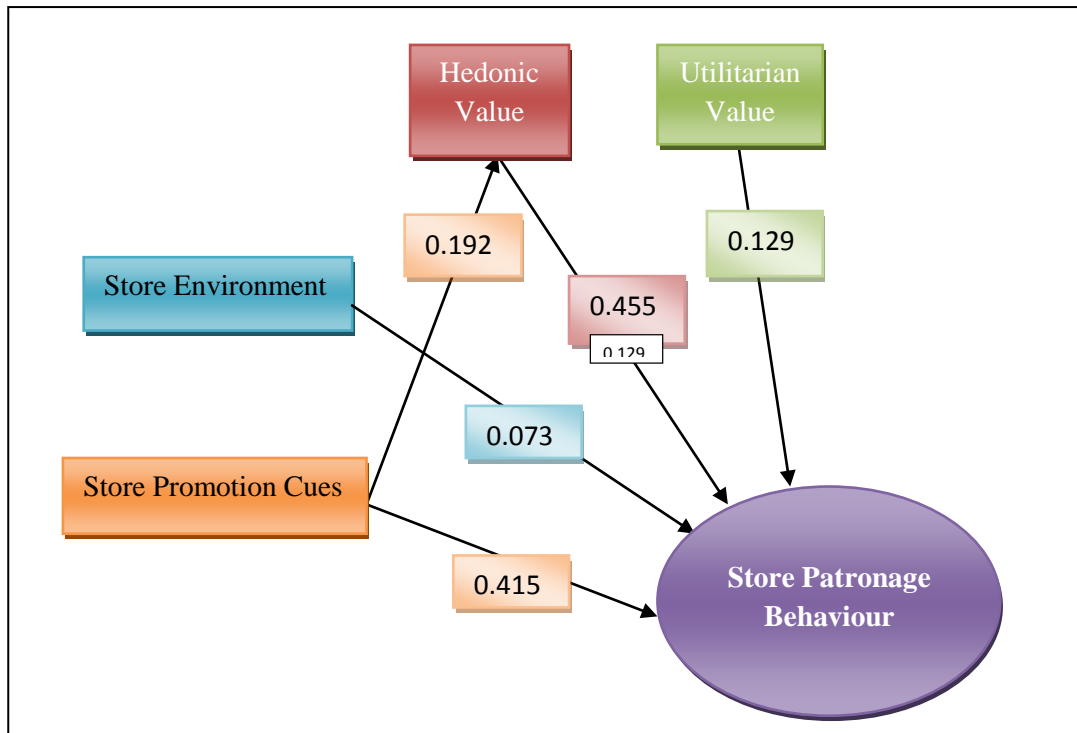 Hedonic
Value
Utilitarian
Value
0.192
0.129
Store Environment
0.455
0.129
0.073
Store Promotion Cues
0.415
Store Patronage
Behaviour